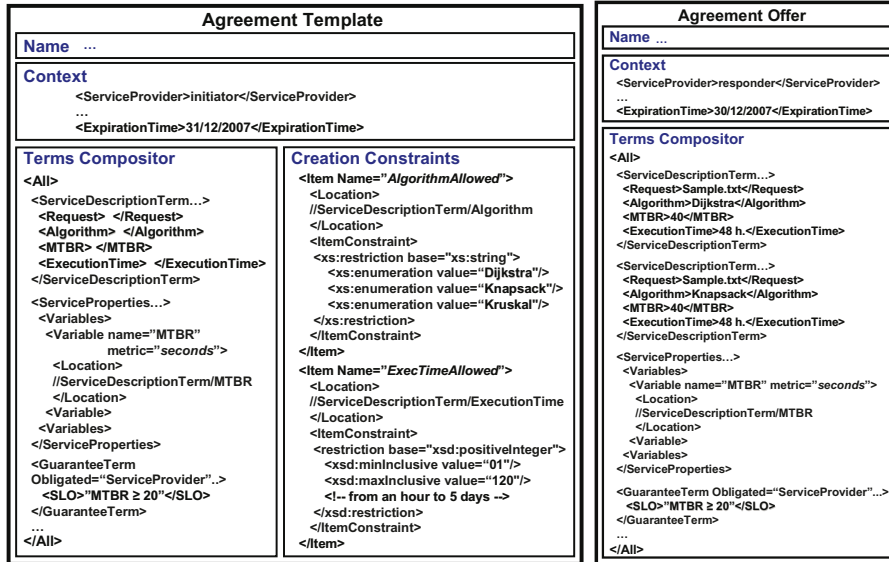 Agreement Template
Name ...
Context
<ServiceProvider>initiator</ServiceProvider>
...
<ExpirationTime>31/12/2007</ExpirationTime>
Terms Compositor
<All>
<ServiceDescriptionTerm...>
<Request> </Request>
<Algorithm> </Algorithm>
<MTBR> </MTBR>
<ExecutionTime> </ExecutionTime>
</ServiceDescriptionTerm>
<ServiceProperties...>
<Variables>
<Variable name=”MTBR”
metric=”seconds”>
<Location>
//ServiceDescriptionTerm/MTBR
</Location>
<Variable>
<Variables>
</ServiceProperties>
<GuaranteeTerm
Obligated=“ServiceProvider”..>
<SLO>”MTBR ≥ 20”</SLO>
</GuaranteeTerm>
...
</All>
Creation Constraints
<Item Name=”AlgorithmAllowed”>
<Location>
//ServiceDescriptionTerm/Algorithm
</Location>
<ItemConstraint>
<xs:restriction base="xs:string">
<xs:enumeration value=“Dijkstra"/>
<xs:enumeration value=“Knapsack"/>
<xs:enumeration value=“Kruskal"/>
</xs:restriction>
</ItemConstraint>
</Item>
<Item Name=”ExecTimeAllowed”>
<Location>
//ServiceDescriptionTerm/ExecutionTime
</Location>
<ItemConstraint>
<restriction base="xsd:positiveInteger">
<xsd:minInclusive value=“01"/>
<xsd:maxInclusive value=“120"/>
<!-- from an hour to 5 days -->
</xsd:restriction>
</ItemConstraint>
</Item>
Agreement Offer
Name ...
Context
<ServiceProvider>responder</ServiceProvider>
...
<ExpirationTime>30/12/2007</ExpirationTime>
Terms Compositor
<All>
<ServiceDescriptionTerm...>
<Request>Sample.txt</Request>
<Algorithm>Dijkstra</Algorithm>
<MTBR>40</MTBR>
<ExecutionTime>48 h.</ExecutionTime>
</ServiceDescriptionTerm>
<ServiceDescriptionTerm...>
<Request>Sample.txt</Request>
<Algorithm>Knapsack</Algorithm>
<MTBR>40</MTBR>
<ExecutionTime>48 h.</ExecutionTime>
</ServiceDescriptionTerm>
<ServiceProperties...>
<Variables>
<Variable name=”MTBR” metric=”seconds”>
<Location>
//ServiceDescriptionTerm/MTBR
</Location>
<Variable>
<Variables>
</ServiceProperties>
<GuaranteeTerm Obligated=“ServiceProvider”...>
<SLO>”MTBR ≥ 20”</SLO>
</GuaranteeTerm>
...
</All>